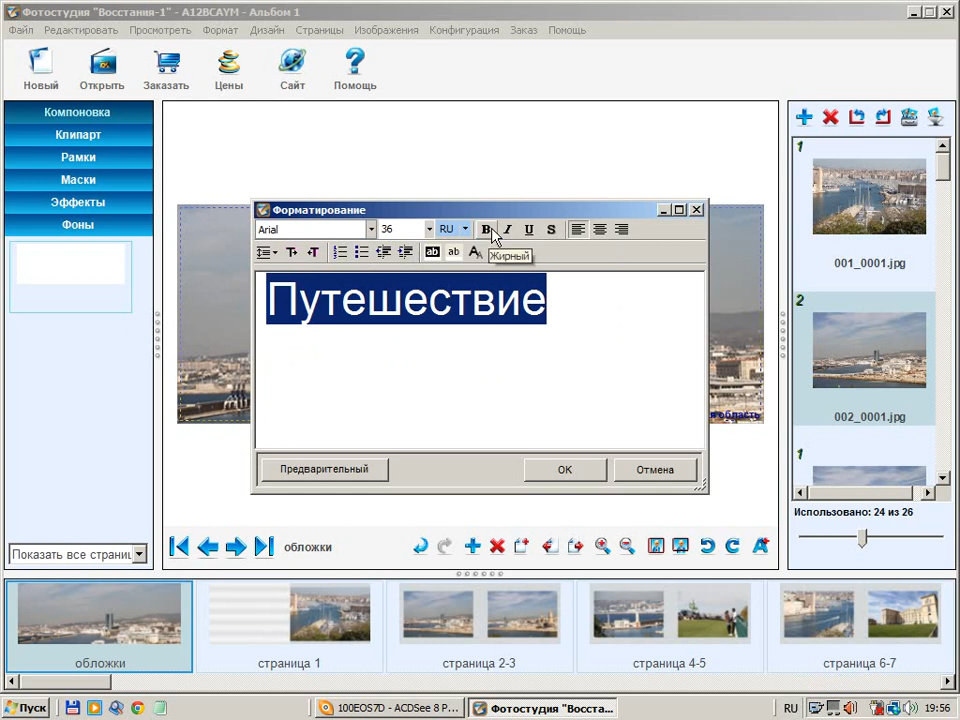 Фотостудия "Восстания-1" - A12BCAYM - Альбом 1
Файл Редактировать Просмотреть Формат Дизайн Страницы Изображения Конфигурация Заказ Помощь
Новый Открыть Заказать Цены Сайт Помощь
Компоновка
Клипарт
Рамки
Маски
Эффекты
Фоны
Показать все страниц
Форматирование
Arial 36 RU B I U S
ab ab A
Жирный
Путешествие
область
Предварительный OK Отмена
обложки
1
001_0001.jpg
2
002_0001.jpg
1
Использовано: 24 из 26
обложки страница 1 страница 2-3 страница 4-5 страница 6-7
Пуск 100EOS7D - ACDSee 8 P... Фотостудия "Восста... RU 19:56